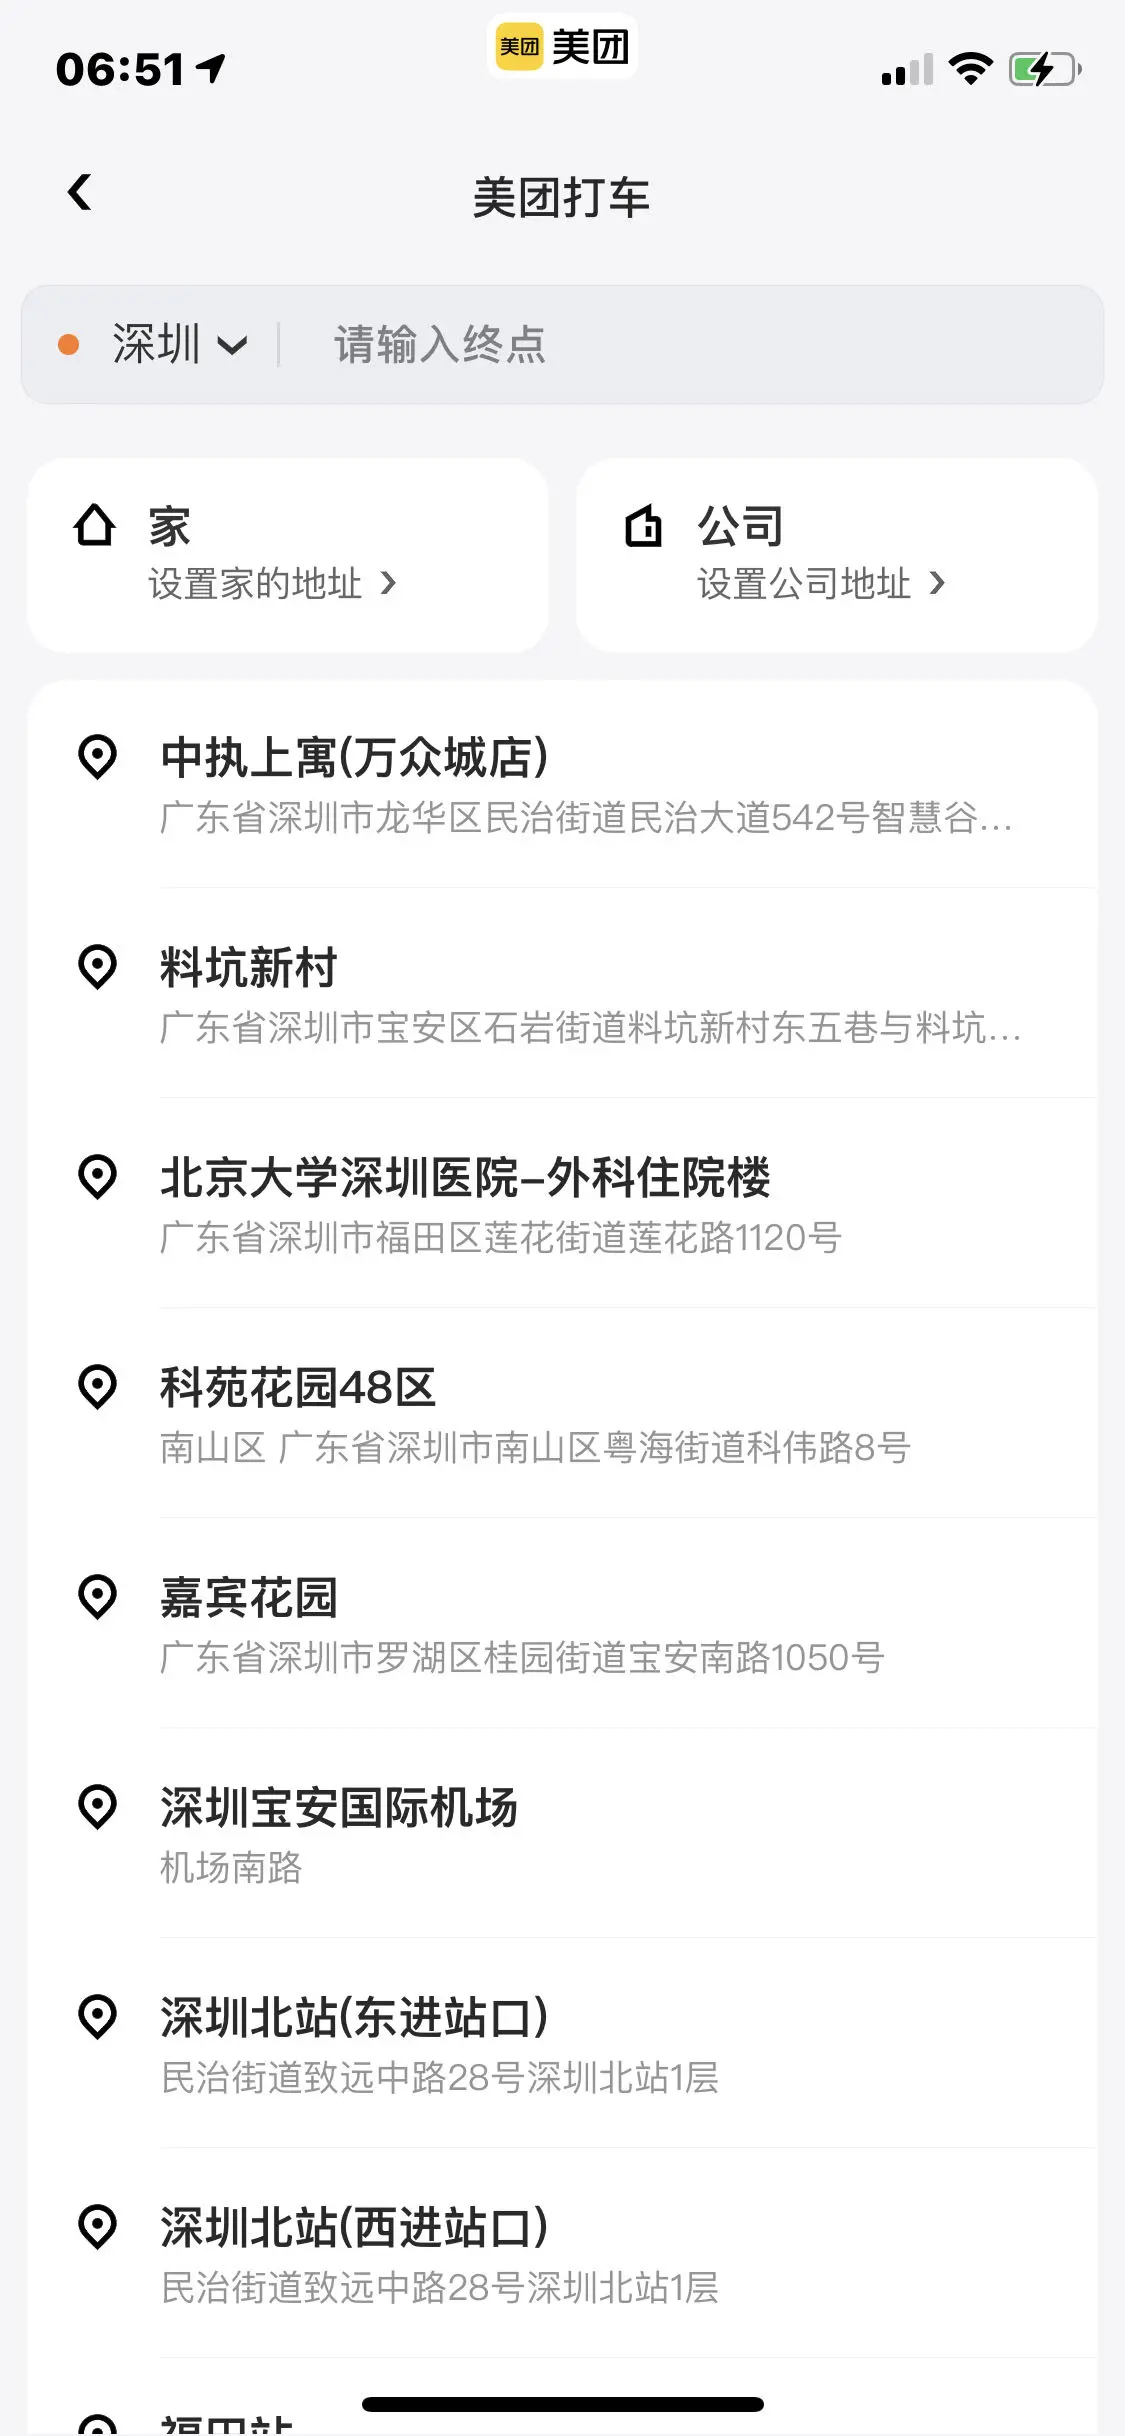 06:51
美团 美团
美团打车
深圳 请输入终点
家
设置家的地址
公司
设置公司地址
中执上寓(万众城店)
广东省深圳市龙华区民治街道民治大道542号智慧谷...
料坑新村
广东省深圳市宝安区石岩街道料坑新村东五巷与料坑...
北京大学深圳医院-外科住院楼
广东省深圳市福田区莲花街道莲花路1120号
科苑花园48区
南山区 广东省深圳市南山区粤海街道科伟路8号
嘉宾花园
广东省深圳市罗湖区桂园街道宝安南路1050号
深圳宝安国际机场
机场南路
深圳北站(东进站口)
民治街道致远中路28号深圳北站1层
深圳北站(西进站口)
民治街道致远中路28号深圳北站1层
福田站